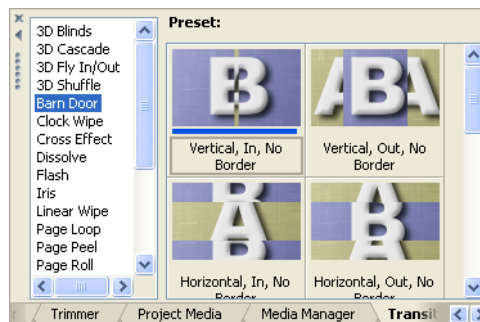 Preset:
3D Blinds
3D Cascade
3D Fly In/Out
3D Shuffle
Barn Door
Clock Wipe
Cross Effect
Dissolve
Flash
Iris
Linear Wipe
Page Loop
Page Peel
Page Roll
B
ABA
Vertical, In, No
Border
Vertical, Out, No
Border
B
A
B
A
B
A
Horizontal, In, No
Border
Horizontal, Out, No
Border
Trimmer
Project Media
Media Manager
Transit